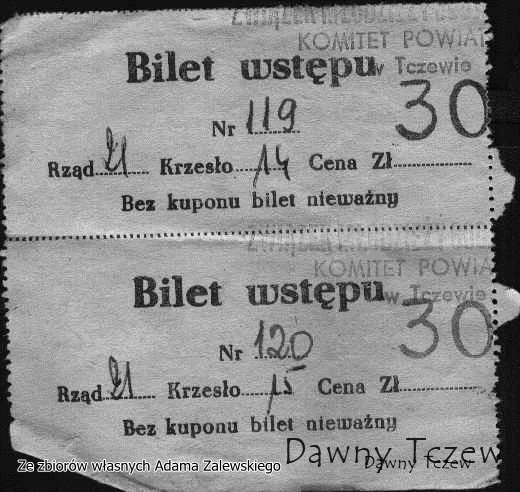 KOMITET POWIAT
Bilet wstępu
w Tczewie
30
Nr 119
Rząd 21 Krzesło 14 Cena Zł
Bez kuponu bilet nieważny
KOMITET POWIA
Bilet wstępu
w Tczewie
30
Nr 120
Rząd 21 Krzesło 15 Cena Zł
Bez kuponu bilet nieważny
Dawny Tczew
Ze zbiorów własnych Adama Zalewskiego
Dawny Tczew